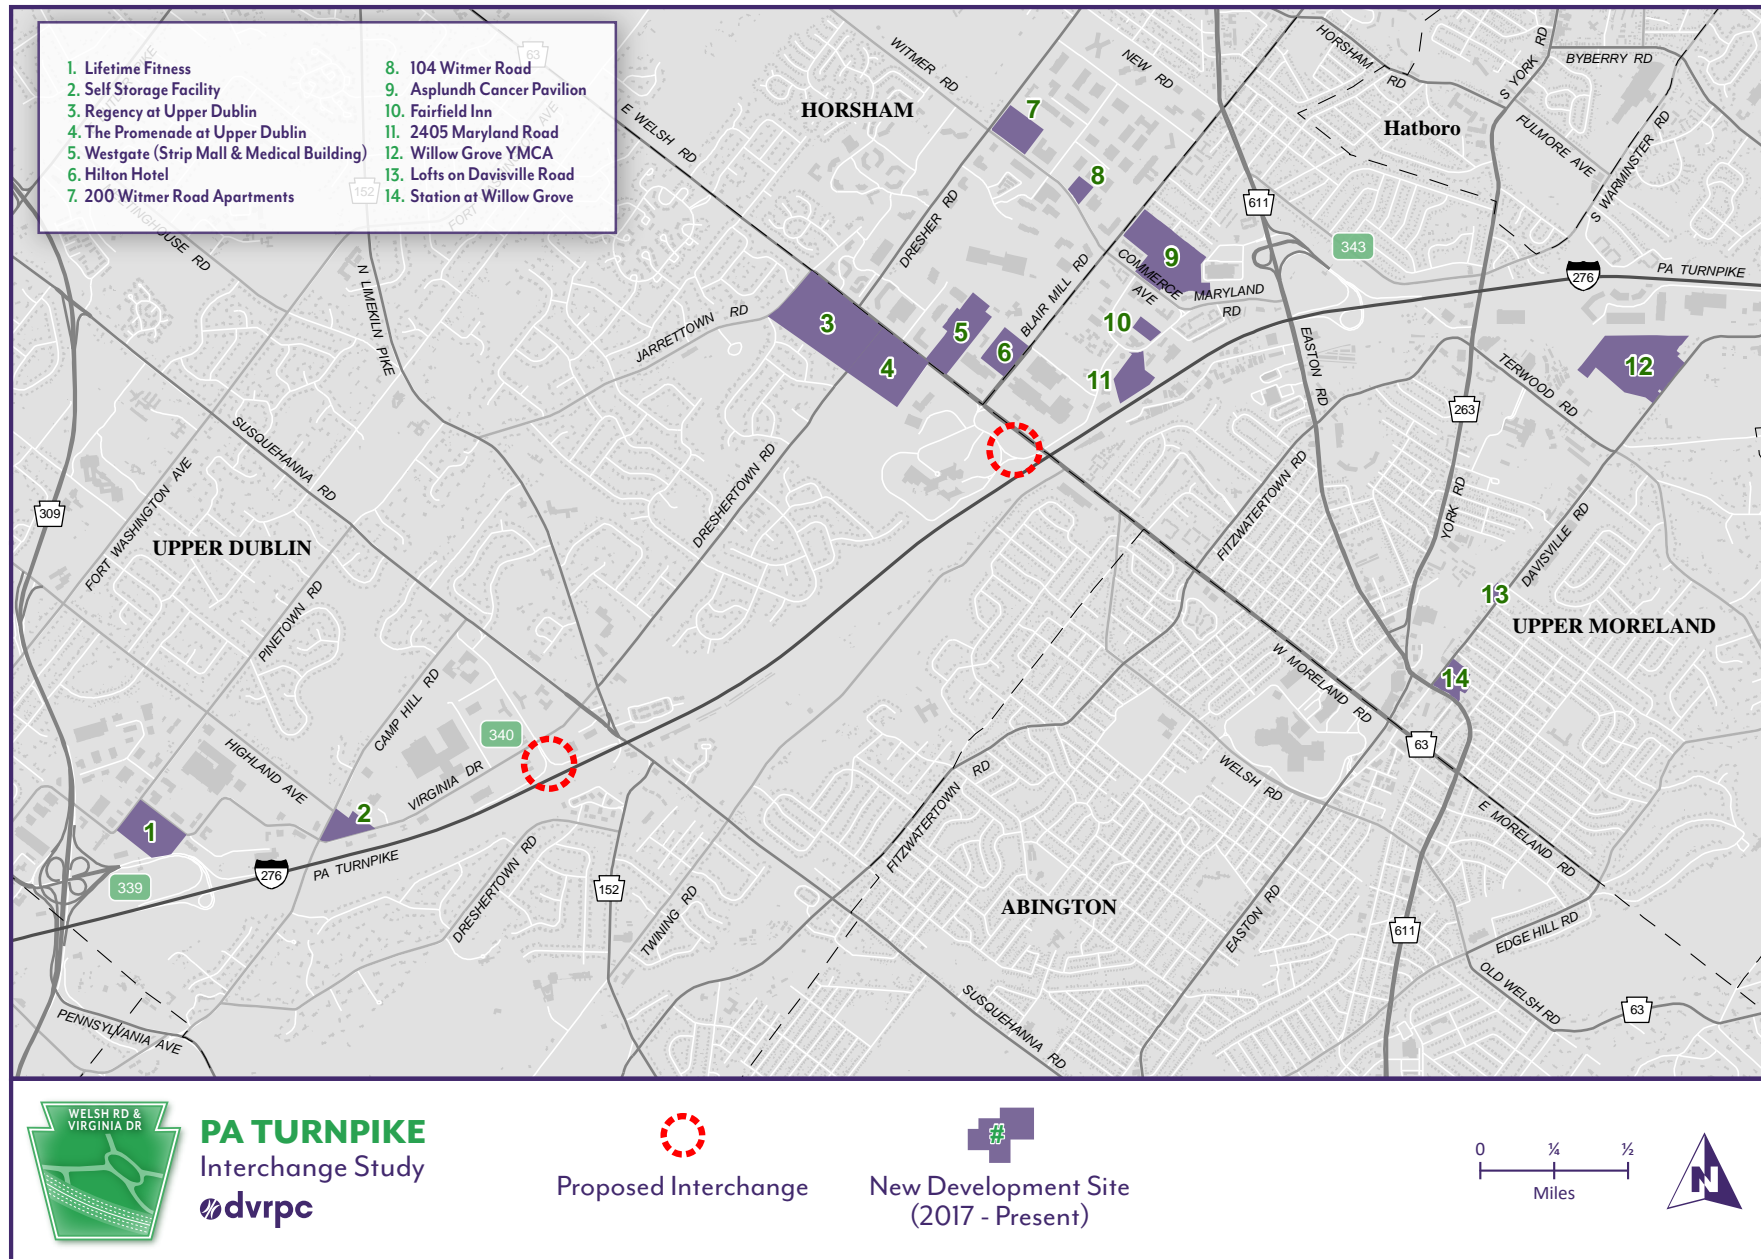 1. Lifetime Fitness
2. Self Storage Facility
3. Regency at Upper Dublin
4. The Promenade at Upper Dublin
5. Westgate (Strip Mall & Medical Building)
6. Hilton Hotel
7. 200 Witmer Road Apartments
8. 104 Witmer Road
9. Asplundh Cancer Pavilion
10. Fairfield Inn
11. 2405 Maryland Road
12. Willow Grove YMCA
13. Lofts on Davisville Road
14. Station at Willow Grove
63
152
WITMER RD
NEW RD
HORSHAM RD
S YORK RD
BYBERRY RD
HORSHAM
Hatboro
E WELSH RD
7
FULMORE AVE
S WARMINSTER RD
8
611
DRESHER RD
343
9
COMMERCE AVE
BLAIR MILL RD
MARYLAND RD
276
PA TURNPIKE
N LIMEKILN PIKE
JARRETTOWN RD
3
4
5
6
10
11
EASTON RD
12
TERWOOD RD
263
SUSQUEHANNA RD
FORT WASHINGTON AVE
309
UPPER DUBLIN
DRESHERTOWN RD
FITZWATERTOWN RD
YORK RD
DAVISVILLE RD
13
UPPER MORELAND
PINETOWN RD
W MORELAND RD
14
CAMP HILL RD
340
HIGHLAND AVE
VIRGINIA DR
63
WELSH RD
1
2
339
276
PA TURNPIKE
DRESHERTOWN RD
152
TWINING RD
FITZWATERTOWN RD
E MORELAND RD
ABINGTON
EASTON RD
611
EDGE HILL RD
OLD WELSH RD
63
SUSQUEHANNA RD
PENNSYLVANIA AVE
WELSH RD &
VIRGINIA DR
PA TURNPIKE
Interchange Study
dvrpc
Proposed Interchange
#
New Development Site
(2017 - Present)
0 ¼ ½
Miles
N